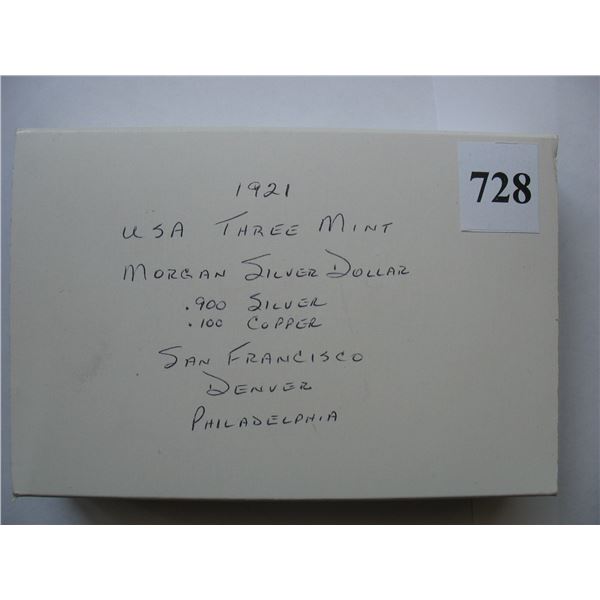 1921
728
USA THREE MINT
MORGAN SILVER DOLLAR
.900 SILVER
.100 COPPER
SAN FRANCISCO
DENVER
PHILADELPHIA